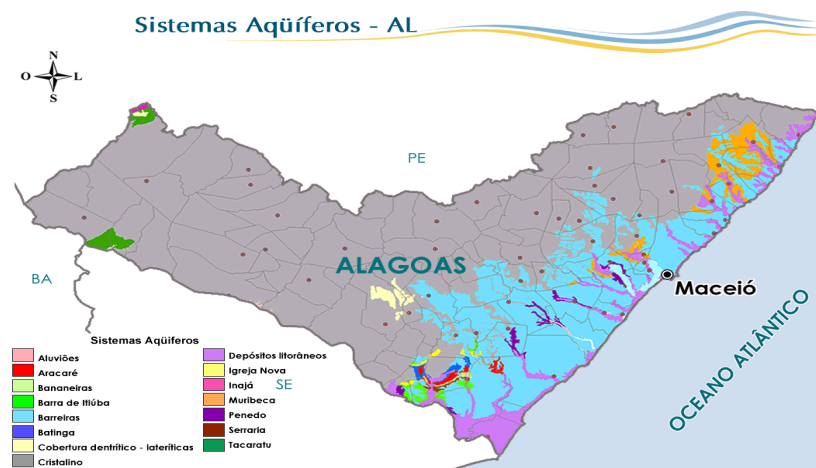 Sistemas Aqüíferos - AL
N
O L
S
PE
ALAGOAS
BA
Maceió
SE
OCEANO ATLÂNTICO
Sistemas Aqüíferos
Aluviões
Aracaré
Bananeiras
Barra de Itiúba
Barreiras
Batinga
Cobertura dentrítico - lateríticas
Cristalino
Depósitos litorâneos
Igreja Nova
Inajá
Muribeca
Penedo
Serraria
Tacaratu